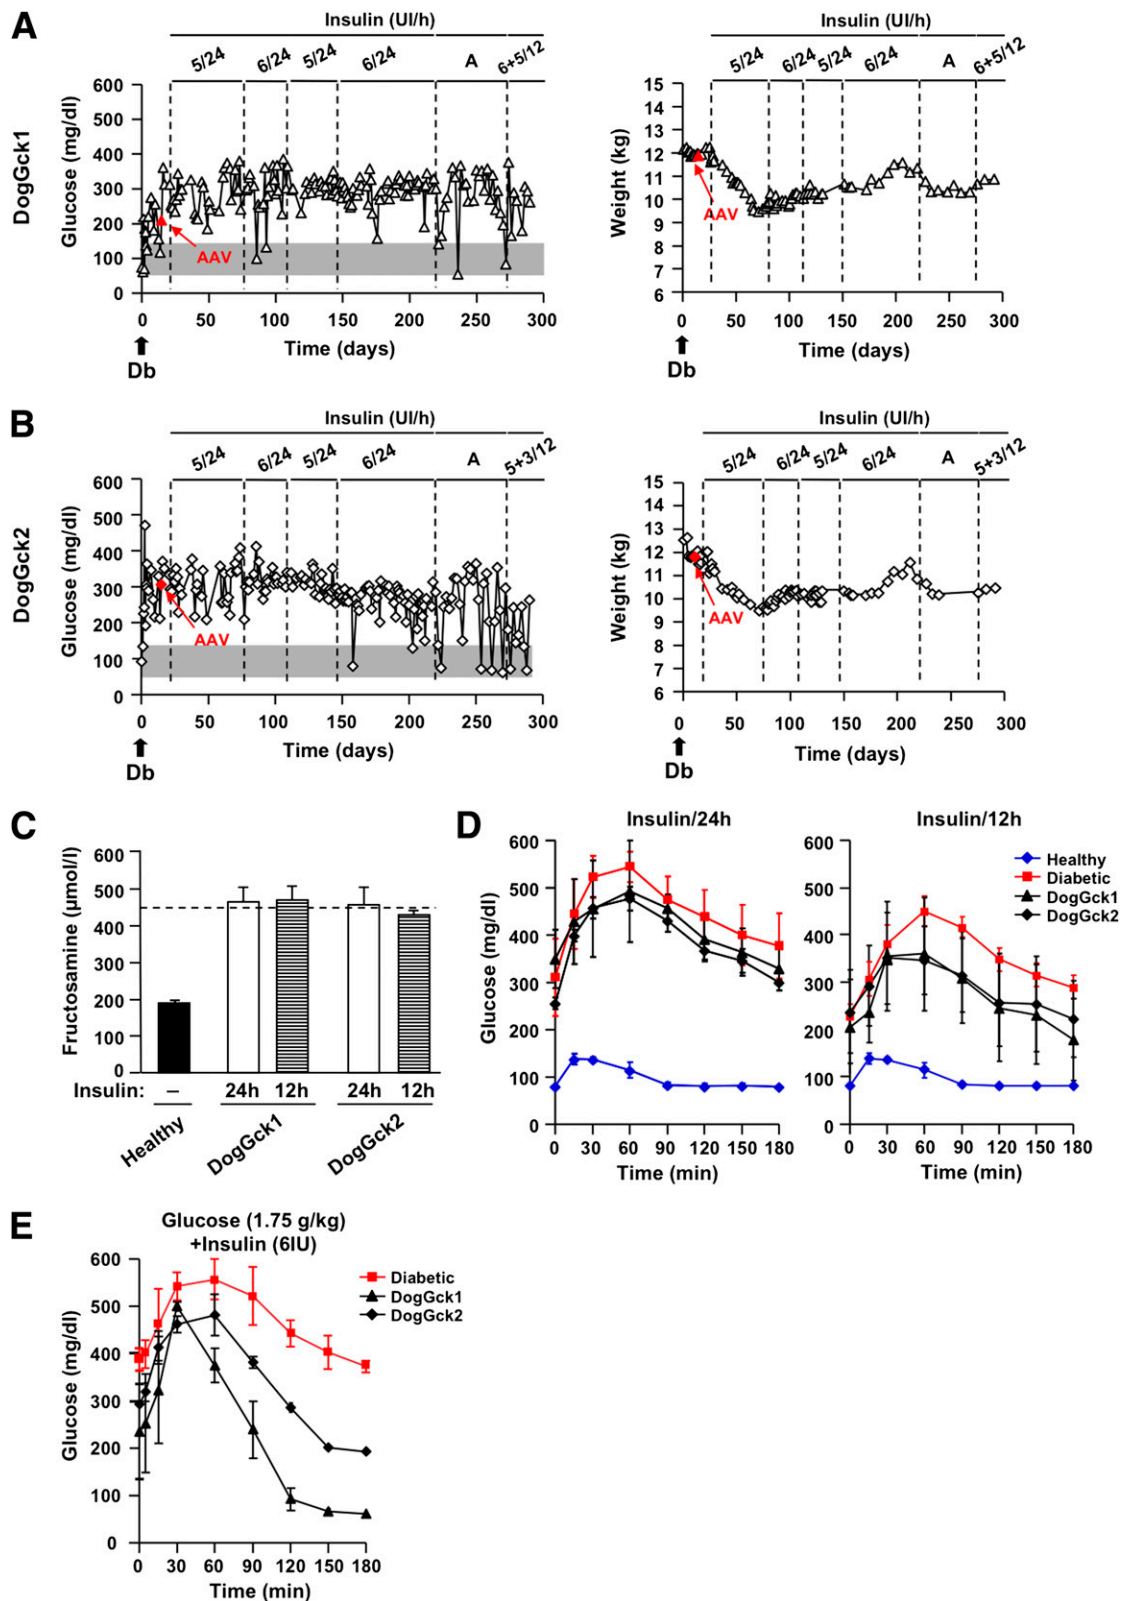 A
Insulin (UI/h)
5/24 6/24 5/24 6/24 A 6+5/12
DogGck1
Glucose (mg/dl)
600
500
400
300
200
100
0
AAV
0 50 100 150 200 250 300
Time (days)
Db
Insulin (UI/h)
5/24 6/24 5/24 6/24 A 6+5/12
Weight (kg)
15
14
13
12
11
10
9
8
7
6
AAV
0 50 100 150 200 250 300
Time (days)
Db
B
Insulin (UI/h)
5/24 6/24 5/24 6/24 A 5+3/12
DogGck2
Glucose (mg/dl)
600
500
400
300
200
100
0
AAV
0 50 100 150 200 250 300
Time (days)
Db
Insulin (UI/h)
5/24 6/24 5/24 6/24 A 5+3/12
Weight (kg)
15
14
13
12
11
10
9
8
7
6
AAV
0 50 100 150 200 250 300
Time (days)
Db
C
Fructosamine (µmol/l)
600
500
400
300
200
100
0
Insulin: – 24h 12h 24h 12h
Healthy DogGck1 DogGck2
D
Insulin/24h
Glucose (mg/dl)
600
500
400
300
200
100
0
0 30 60 90 120 150 180
Time (min)
Insulin/12h
600
500
400
300
200
100
0
0 30 60 90 120 150 180
Time (min)
Healthy
Diabetic
DogGck1
DogGck2
E
Glucose (1.75 g/kg)
+Insulin (6IU)
Glucose (mg/dl)
600
500
400
300
200
100
0
0 30 60 90 120 150 180
Time (min)
Diabetic
DogGck1
DogGck2